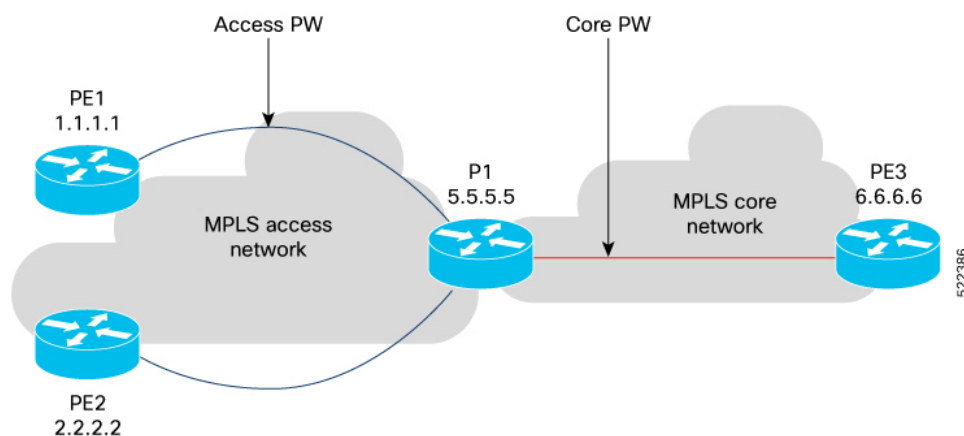 Access PW
Core PW
PE1
1.1.1.1
P1
5.5.5.5
PE3
6.6.6.6
MPLS access
network
MPLS core
network
PE2
2.2.2.2
522386